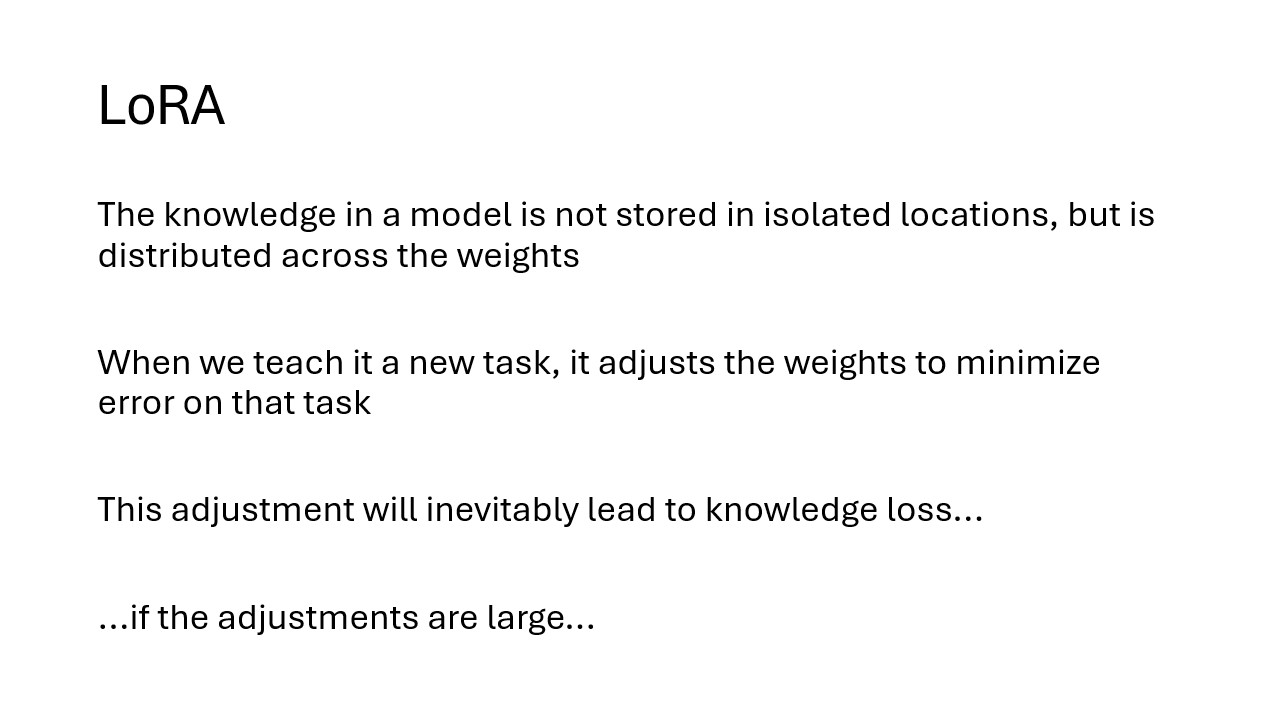 LoRA
The knowledge in a model is not stored in isolated locations, but is
distributed across the weights
When we teach it a new task, it adjusts the weights to minimize
error on that task
This adjustment will inevitably lead to knowledge loss...
...if the adjustments are large...